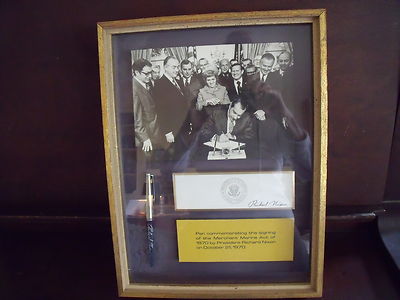 Richard Nixon
Pen commemorating the signing
of the Merchant Marine Act of
1970 by President Richard Nixon
on October 21, 1970.